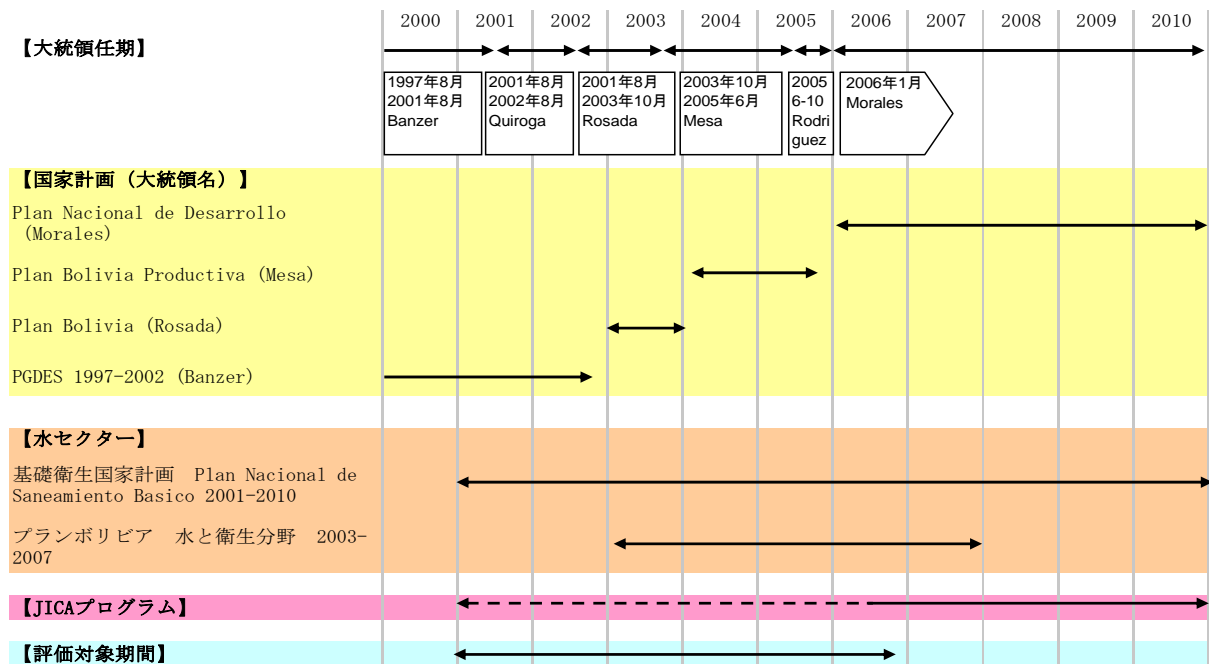 2000 2001 2002 2003 2004 2005 2006 2007 2008 2009 2010
【大統領任期】
1997年8月
2001年8月
Banzer
2001年8月
2002年8月
Quiroga
2001年8月
2003年10月
Rosada
2003年10月
2005年6月
Mesa
2005
6-10
Rodri
guez
2006年1月
Morales
【国家計画（大統領名）】
Plan Nacional de Desarrollo
(Morales)
Plan Bolivia Productiva (Mesa)
Plan Bolivia (Rosada)
PGDES 1997-2002 (Banzer)
【水セクター】
基礎衛生国家計画　Plan Nacional de
Saneamiento Basico 2001-2010
プランボリビア　水と衛生分野　2003-
2007
【JICAプログラム】
【評価対象期間】